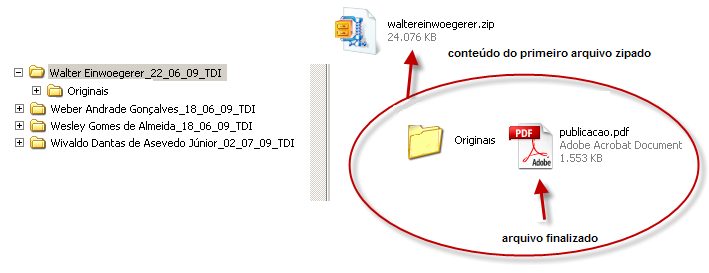 waltereinwoegerer.zip
24.076 KB
conteúdo do primeiro arquivo zipado
Walter Einwoegerer_22_06_09_TDI
Originais
Weber Andrade Gonçalves_18_06_09_TDI
Wesley Gomes de Almeida_18_06_09_TDI
Wivaldo Dantas de Asevedo Júnior_02_07_09_TDI
Originais
PDF
Adobe
publicacao.pdf
Adobe Acrobat Document
1.553 KB
arquivo finalizado